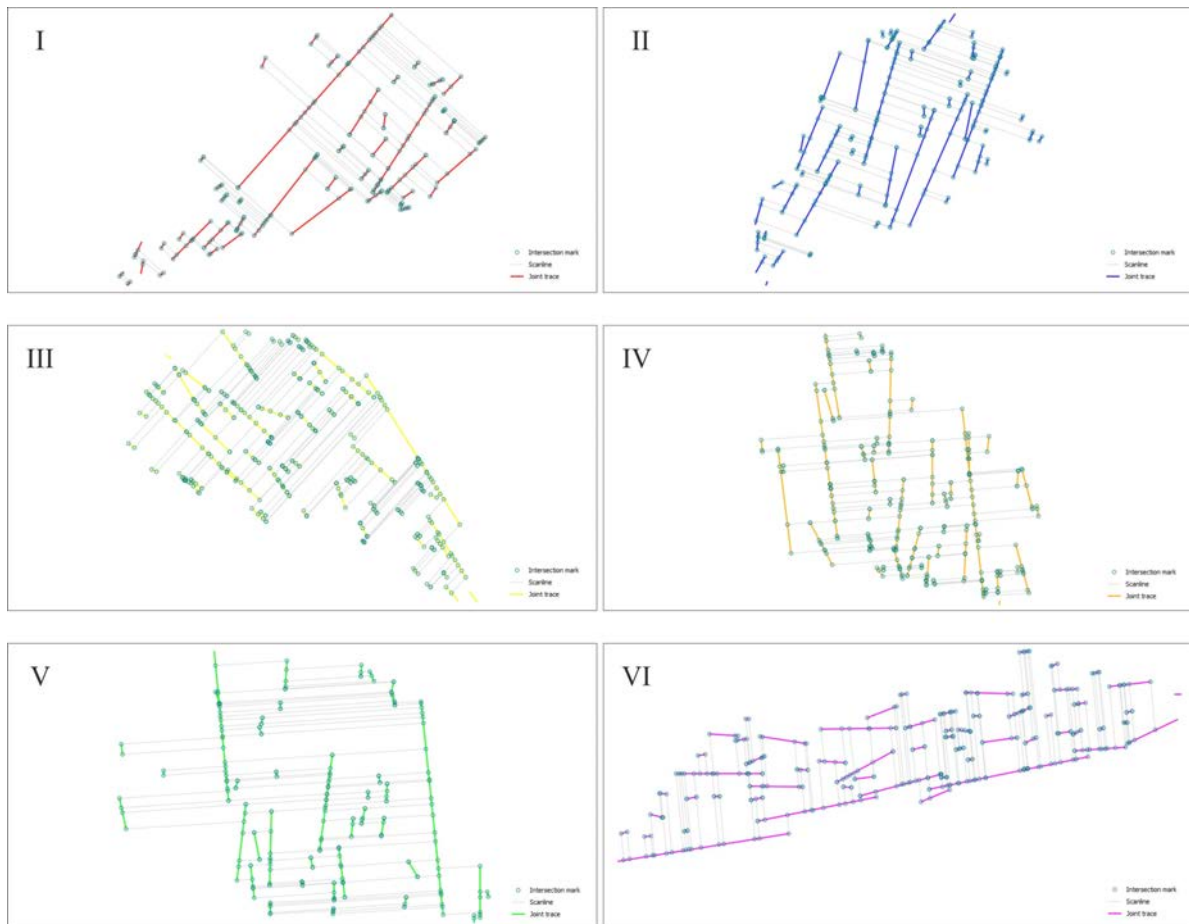 I
Intersection mark
Scanline
Joint trace
II
Intersection mark
Scanline
Joint trace
III
Intersection mark
Scanline
Joint trace
IV
Intersection mark
Scanline
Joint trace
V
Intersection mark
Scanline
Joint trace
VI
Intersection mark
Scanline
Joint trace